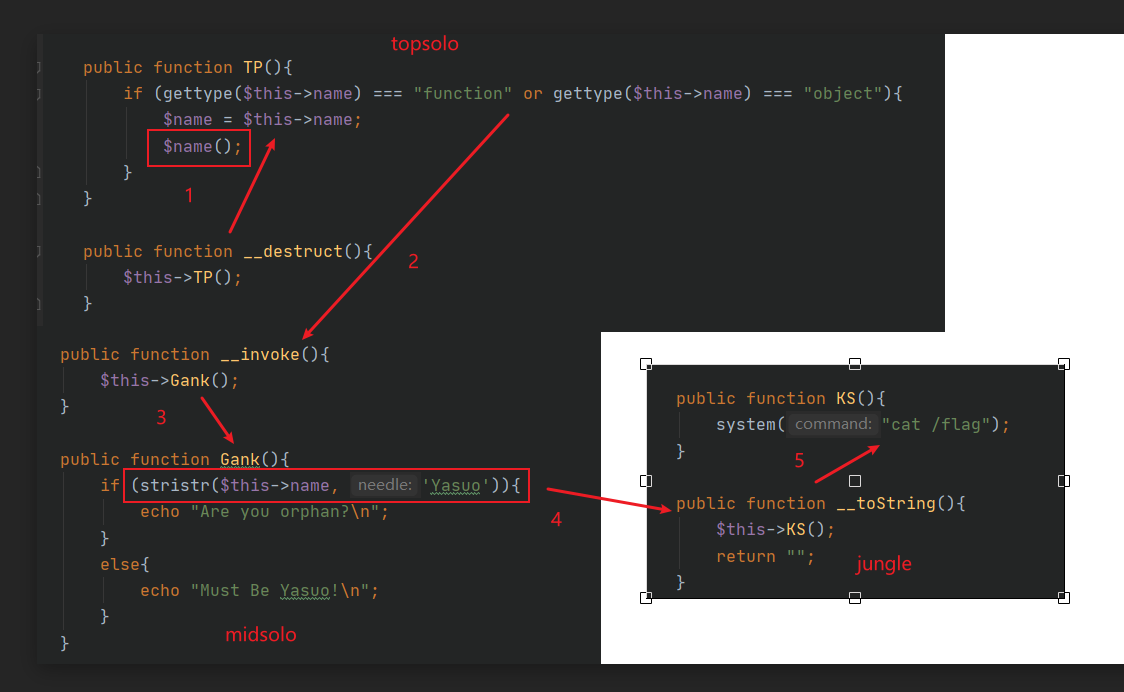 topsolo
public function TP(){
if (gettype($this->name) === "function" or gettype($this->name) === "object"){
$name = $this->name;
$name();
}
1
}
public function __destruct(){
2
$this->TP();
}
public function __invoke(){
$this->Gank();
}
3
public function Gank(){
if (stristr($this->name, needle: 'Yasuo')){
echo "Are you orphan?\n";
4
}
else{
echo "Must Be Yasuo!\n";
}
midsolo
}
public function KS(){
system( command: "cat /flag");
}
5
public function __toString(){
$this->KS();
return "";
jungle
}